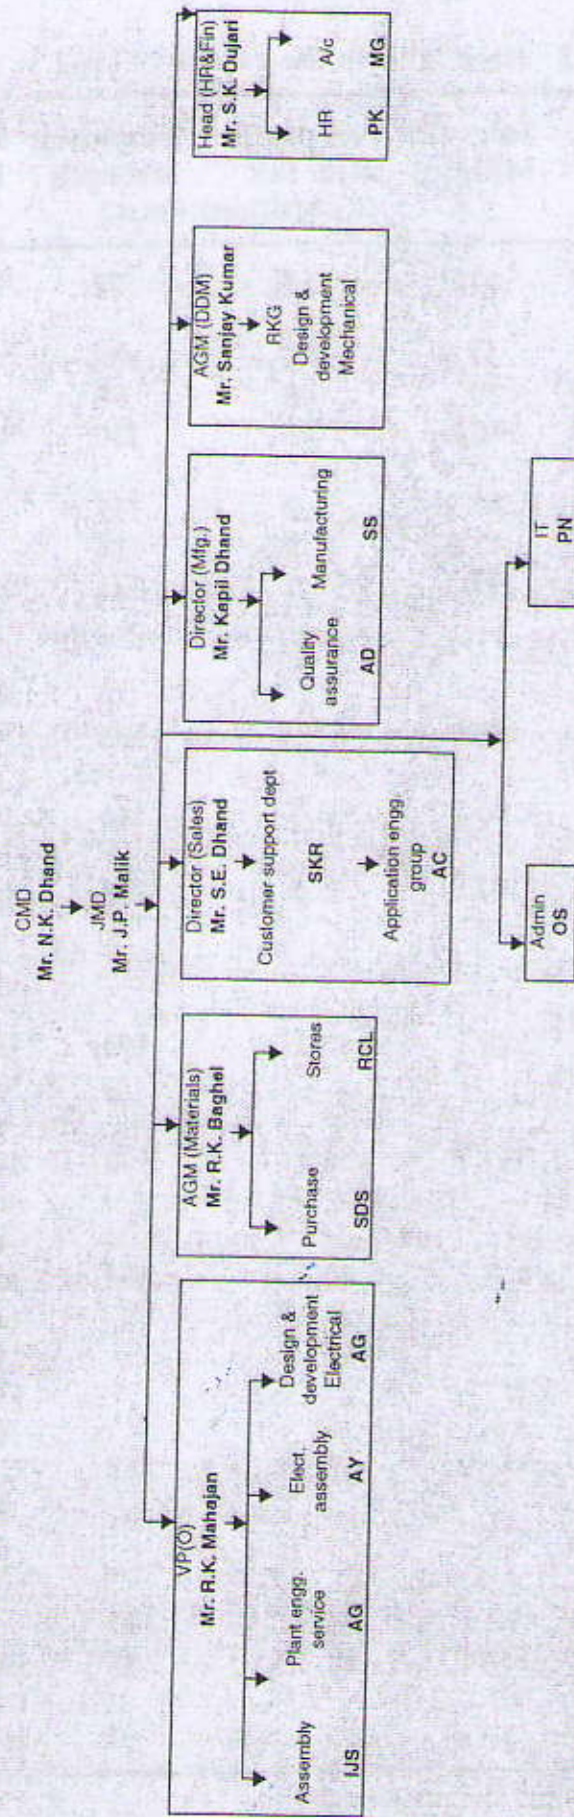 CMD
Mr. N.K. Dhand
JMD
Mr. J.P. Malik
VP(O)
Mr. R.K. Mahajan
Assembly
IJS
Plant engg.
service
AG
Elect.
assembly
AY
Design &
development
Electrical
AG
AGM (Materials)
Mr. R.K. Baghel
Purchase
SDS
Stores
RCL
Director (Sales)
Mr. S.E. Dhand
Customer support dept
SKR
Application engg.
group
AC
Director (Mfg.)
Mr. Kapil Dhand
Quality
assurance
AD
Manufacturing
SS
AGM (DDM)
Mr. Sanjay Kumar
RKG
Design &
development
Mechanical
Head (HR&Fin)
Mr. S.K. Dujari
HR
PK
A/c
MG
Admin
OS
IT
PN